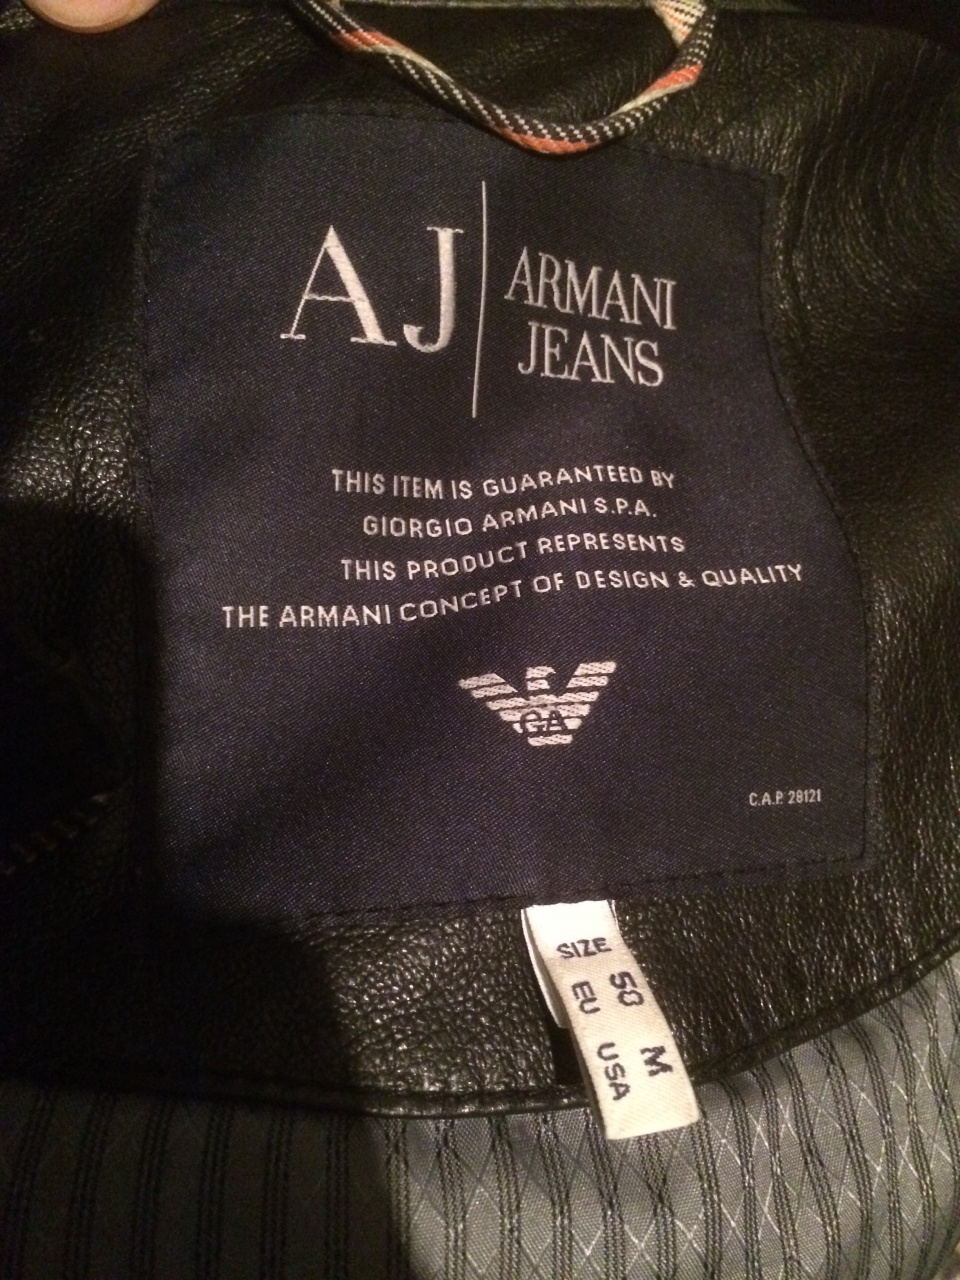 AJ
ARMANI
JEANS
THIS ITEM IS GUARANTEED BY
GIORGIO ARMANI S.P.A.
THIS PRODUCT REPRESENTS
THE ARMANI CONCEPT OF DESIGN & QUALITY
GA
C.A.P. 28121
SIZE
50 M
EU USA